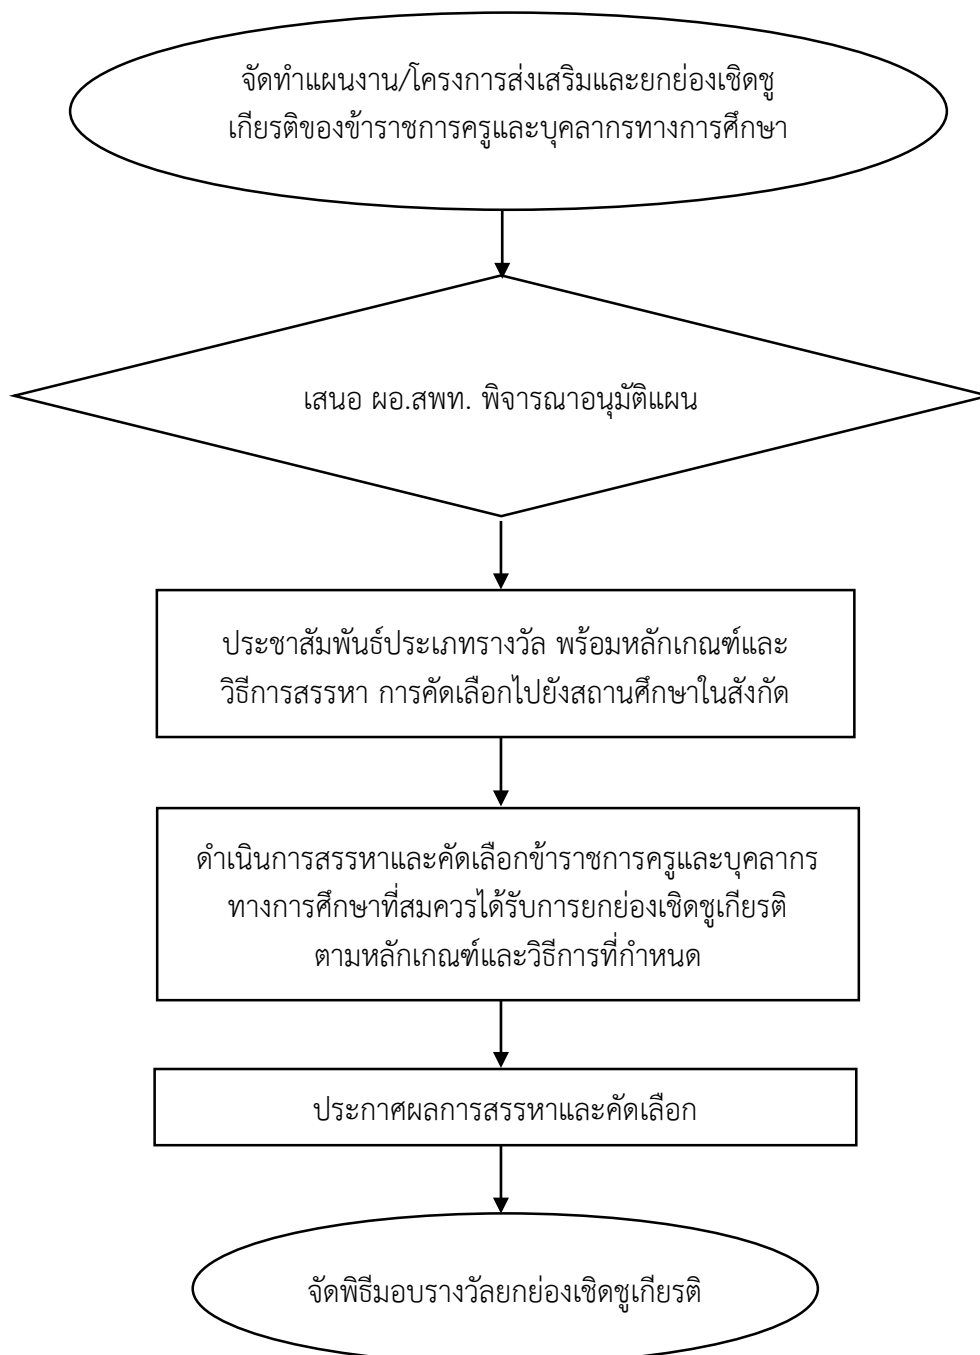 จัดทำแผนงาน/โครงการส่งเสริมและยกย่องเชิดชู
เกียรติของข้าราชการครูและบุคลากรทางการศึกษา
เสนอ ผอ.สพท. พิจารณาอนุมัติแผน
ประชาสัมพันธ์ประเภทรางวัล พร้อมหลักเกณฑ์และ
วิธีการสรรหา การคัดเลือกไปยังสถานศึกษาในสังกัด
ดำเนินการสรรหาและคัดเลือกข้าราชการครูและบุคลากร
ทางการศึกษาที่สมควรได้รับการยกย่องเชิดชูเกียรติ
ตามหลักเกณฑ์และวิธีการที่กำหนด
ประกาศผลการสรรหาและคัดเลือก
จัดพิธีมอบรางวัลยกย่องเชิดชูเกียรติ